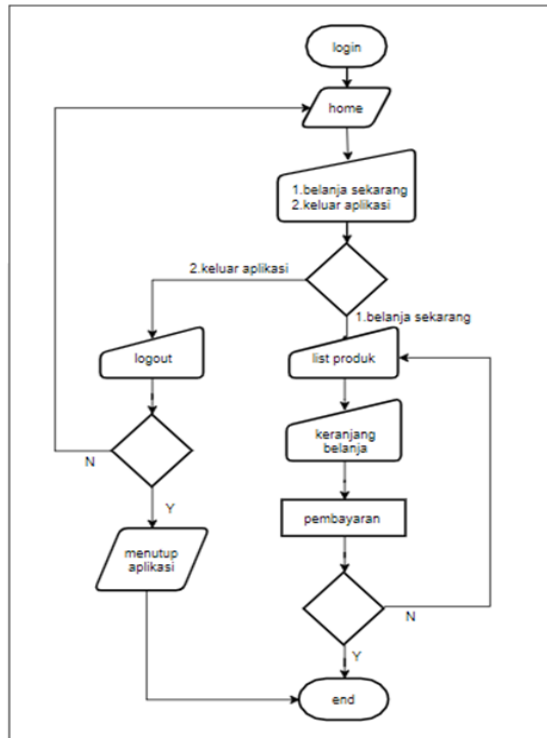 login
home
1.belanja sekarang
2.keluar aplikasi
2.keluar aplikasi
1.belanja sekarang
logout
list produk
keranjang
belanja
N
Y
pembayaran
menutup
aplikasi
N
Y
end